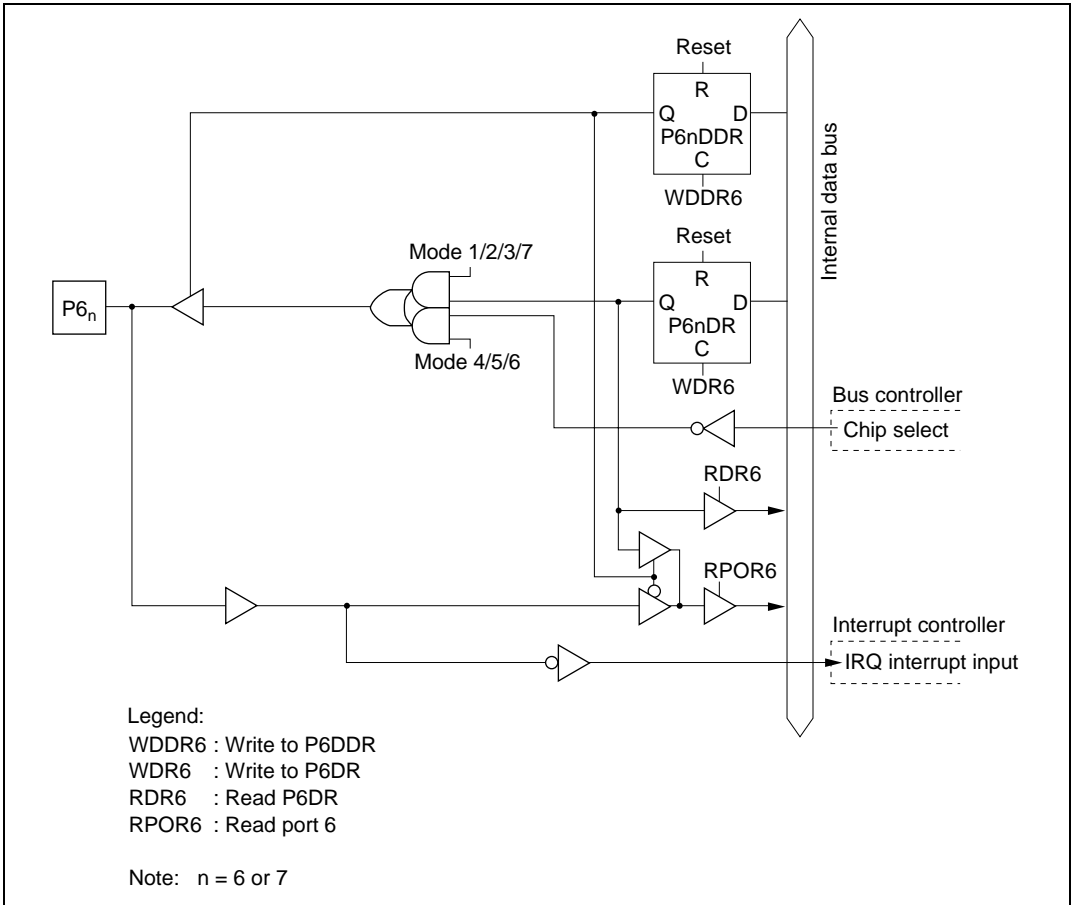 Reset
R
Q D
P6nDDR
C
WDDR6
Internal data bus
Reset
Mode 1/2/3/7
R
P6n
Q D
P6nDR
C
Mode 4/5/6
WDR6
Bus controller
Chip select
RDR6
RPOR6
Interrupt controller
IRQ interrupt input
Legend:
WDDR6 : Write to P6DDR
WDR6 : Write to P6DR
RDR6 : Read P6DR
RPOR6 : Read port 6
Note: n = 6 or 7